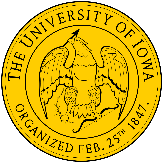 THE UNIVERSITY OF IOWA
ORGANIZED FEB. 25TH 1847.